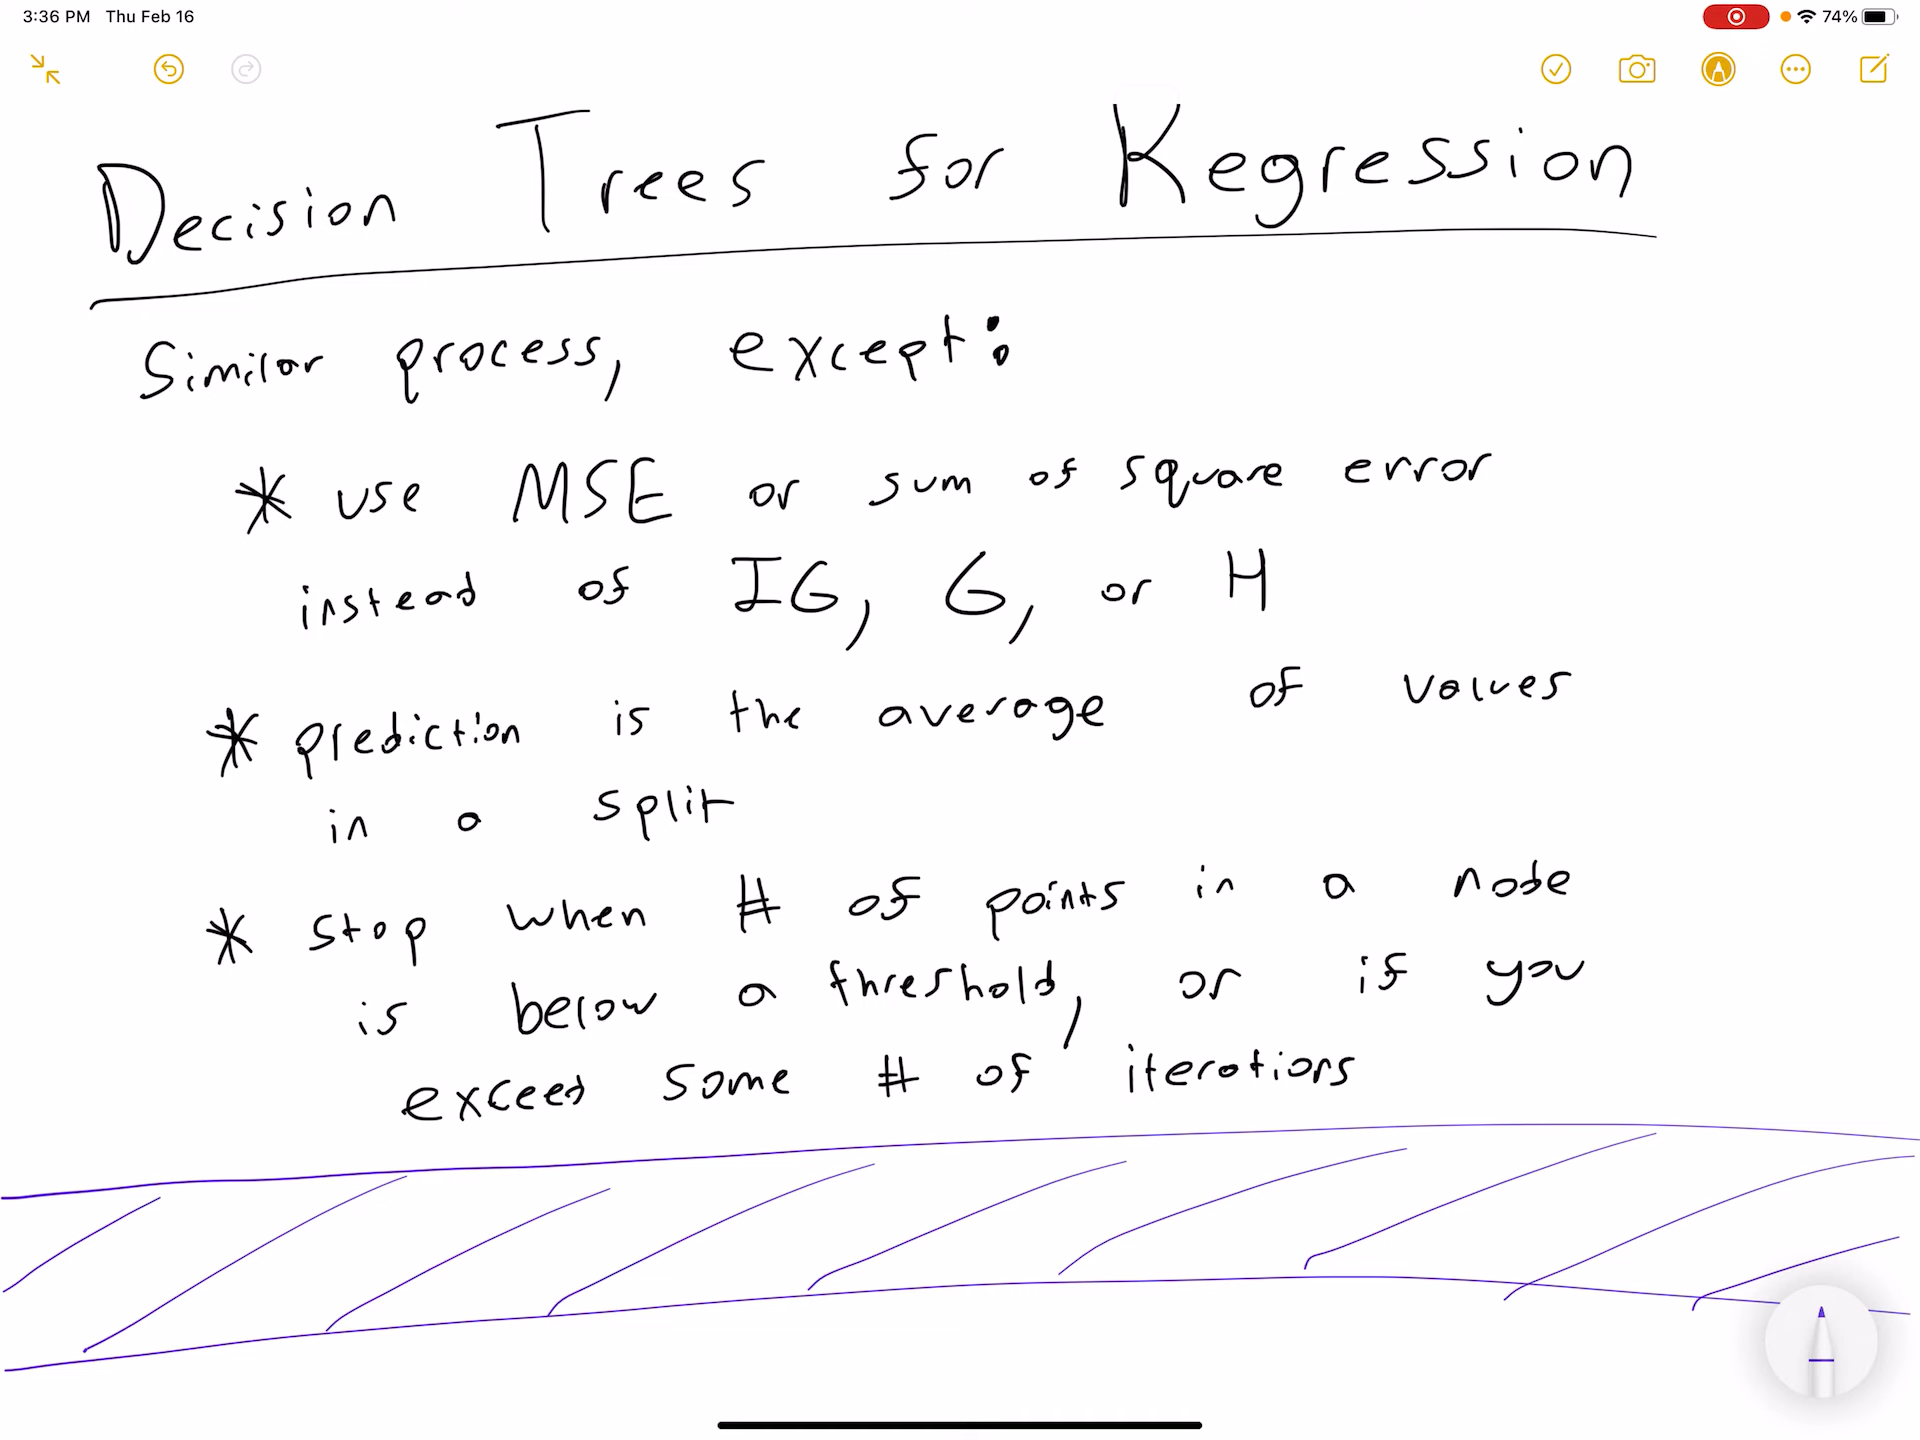 3:36 PM Thu Feb 16
74%
Decision Trees for Regression
Similar process, except:
* use MSE or sum of square error
instead of IG, G, or H
* prediction is the average of values
in a split
* stop when # of points in a node
is below a threshold, or if you
exceed some # of iterations